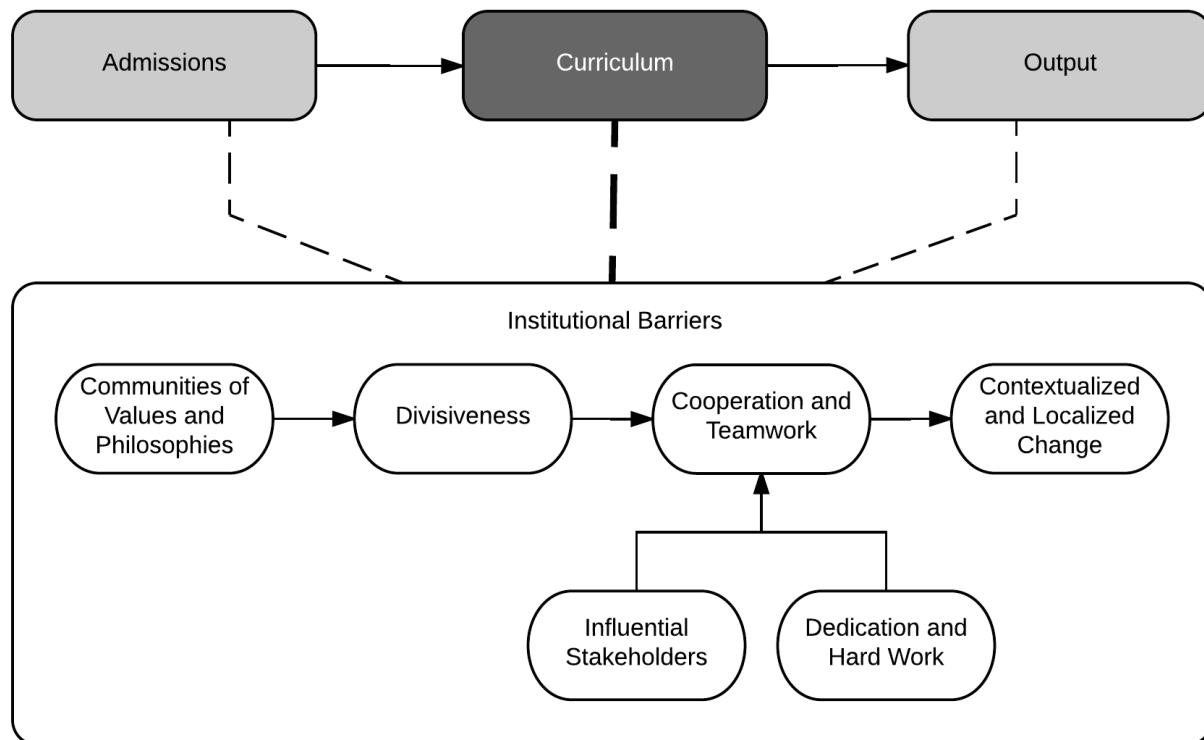 Admissions
Curriculum
Output
Institutional Barriers
Communities of
Values and
Philosophies
Divisiveness
Cooperation and
Teamwork
Contextualized
and Localized
Change
Influential
Stakeholders
Dedication and
Hard Work